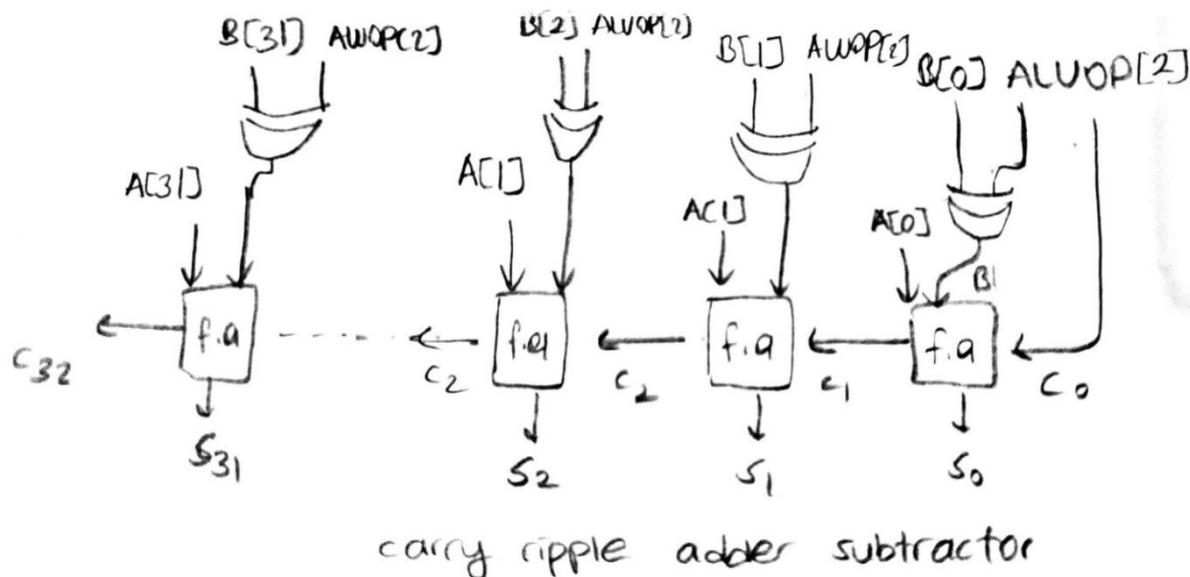 B[31] ALUOP[2] B[2] ALUOP[2] B[1] ALUOP[2] B[0] ALUOP[2]
A[31] A[1] A[1] A[0]
B1
f.a f.a f.a f.a
C32 C2 C2 C1 C0
S31 S2 S1 S0
carry ripple adder subtractor